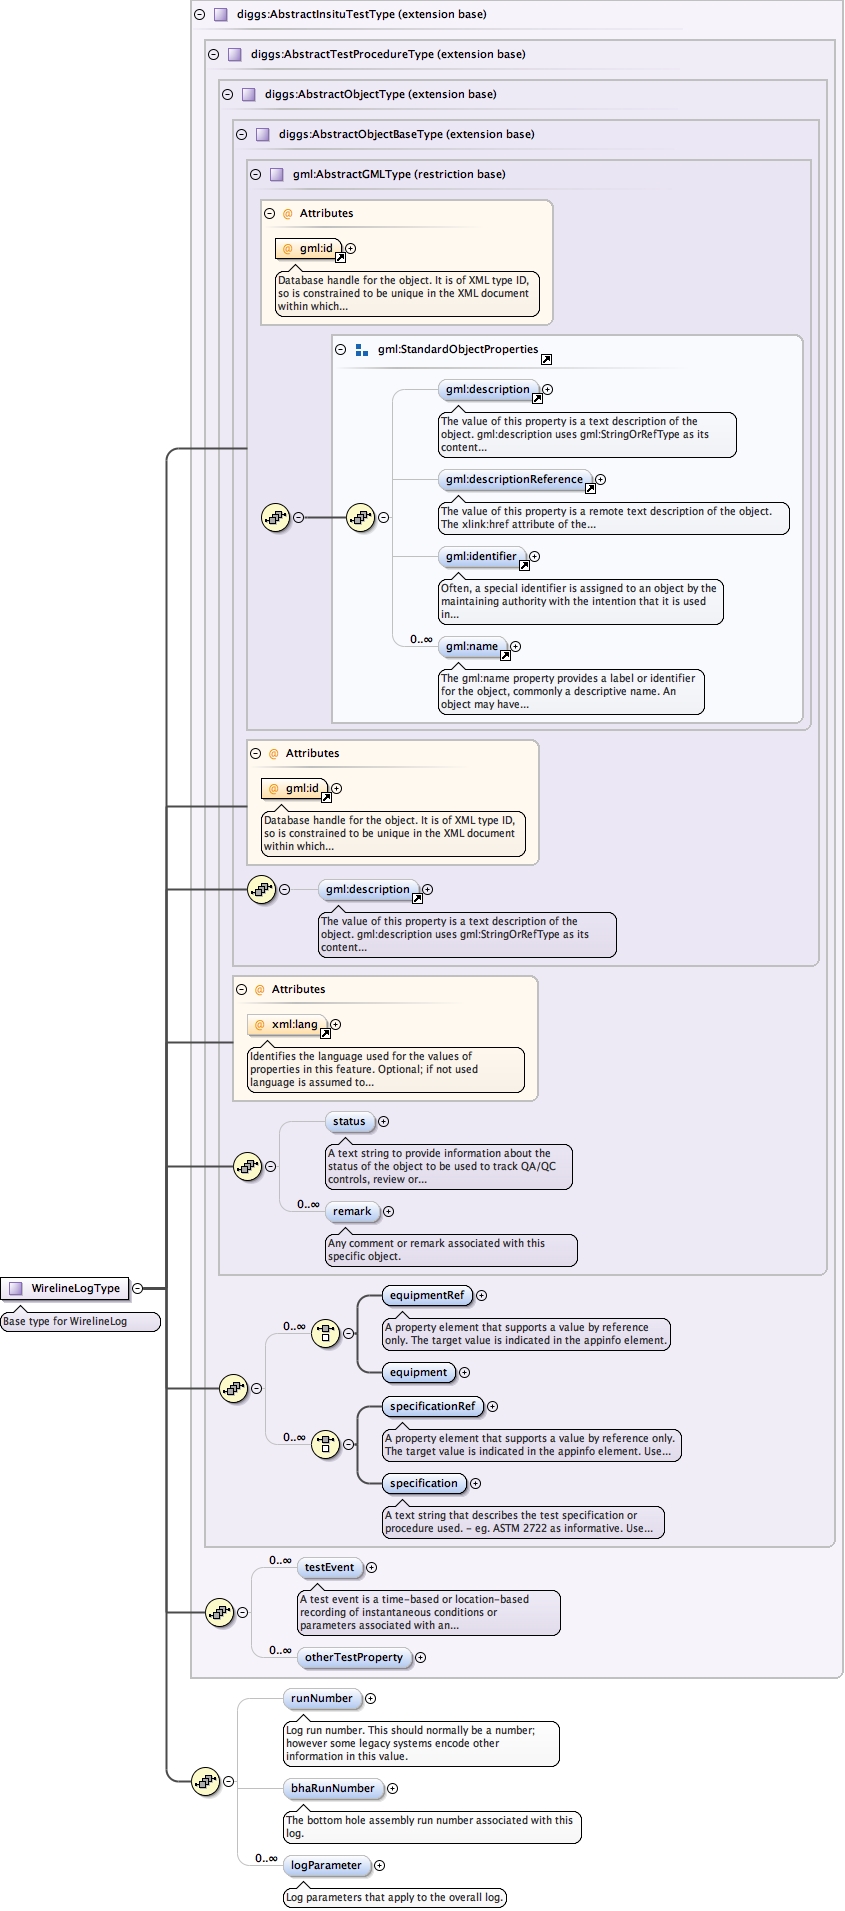 diggs:AbstractInsituTestType (extension base)
diggs:AbstractTestProcedureType (extension base)
diggs:AbstractObjectType (extension base)
diggs:AbstractObjectBaseType (extension base)
gml:AbstractGMLType (restriction base)
@ Attributes
@ gml:id
Database handle for the object. It is of XML type ID,
so is constrained to be unique in the XML document
within which...
gml:StandardObjectProperties
gml:description
The value of this property is a text description of the
object. gml:description uses gml:StringOrRefType as its
content...
gml:descriptionReference
The value of this property is a remote text description of the object.
The xlink:href attribute of the...
gml:identifier
Often, a special identifier is assigned to an object by the
maintaining authority with the intention that it is used
in...
0..∞
gml:name
The gml:name property provides a label or identifier
for the object, commonly a descriptive name. An
object may have...
@ Attributes
@ gml:id
Database handle for the object. It is of XML type ID,
so is constrained to be unique in the XML document
within which...
gml:description
The value of this property is a text description of the
object. gml:description uses gml:StringOrRefType as its
content...
@ Attributes
@ xml:lang
Identifies the language used for the values of
properties in this feature. Optional; if not used
language is assumed to...
status
A text string to provide information about the
status of the object to be used to track QA/QC
controls, review or...
0..∞
remark
Any comment or remark associated with this
specific object.
WirelineLogType
Base type for WirelineLog
equipmentRef
0..∞
A property element that supports a value by reference
only. The target value is indicated in the appinfo element.
equipment
specificationRef
0..∞
A property element that supports a value by reference only.
The target value is indicated in the appinfo element. Use...
specification
A text string that describes the test specification or
procedure used. - eg. ASTM 2722 as informative. Use...
0..∞
testEvent
A test event is a time-based or location-based
recording of instantaneous conditions or
parameters associated with an...
0..∞
otherTestProperty
runNumber
Log run number. This should normally be a number;
however some legacy systems encode other
information in this value.
bhaRunNumber
The bottom hole assembly run number associated with this
log.
0..∞
logParameter
Log parameters that apply to the overall log.